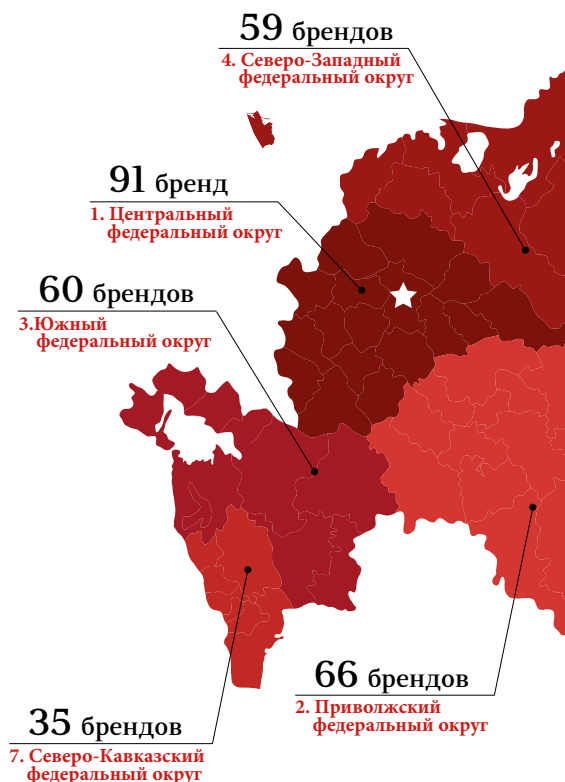 59 брендов
4. Северо-Западный
федеральный округ
91 бренд
1. Центральный
федеральный округ
60 брендов
3.Южный
федеральный округ
66 брендов
2. Приволжский
федеральный округ
35 брендов
7. Северо-Кавказский
федеральный округ